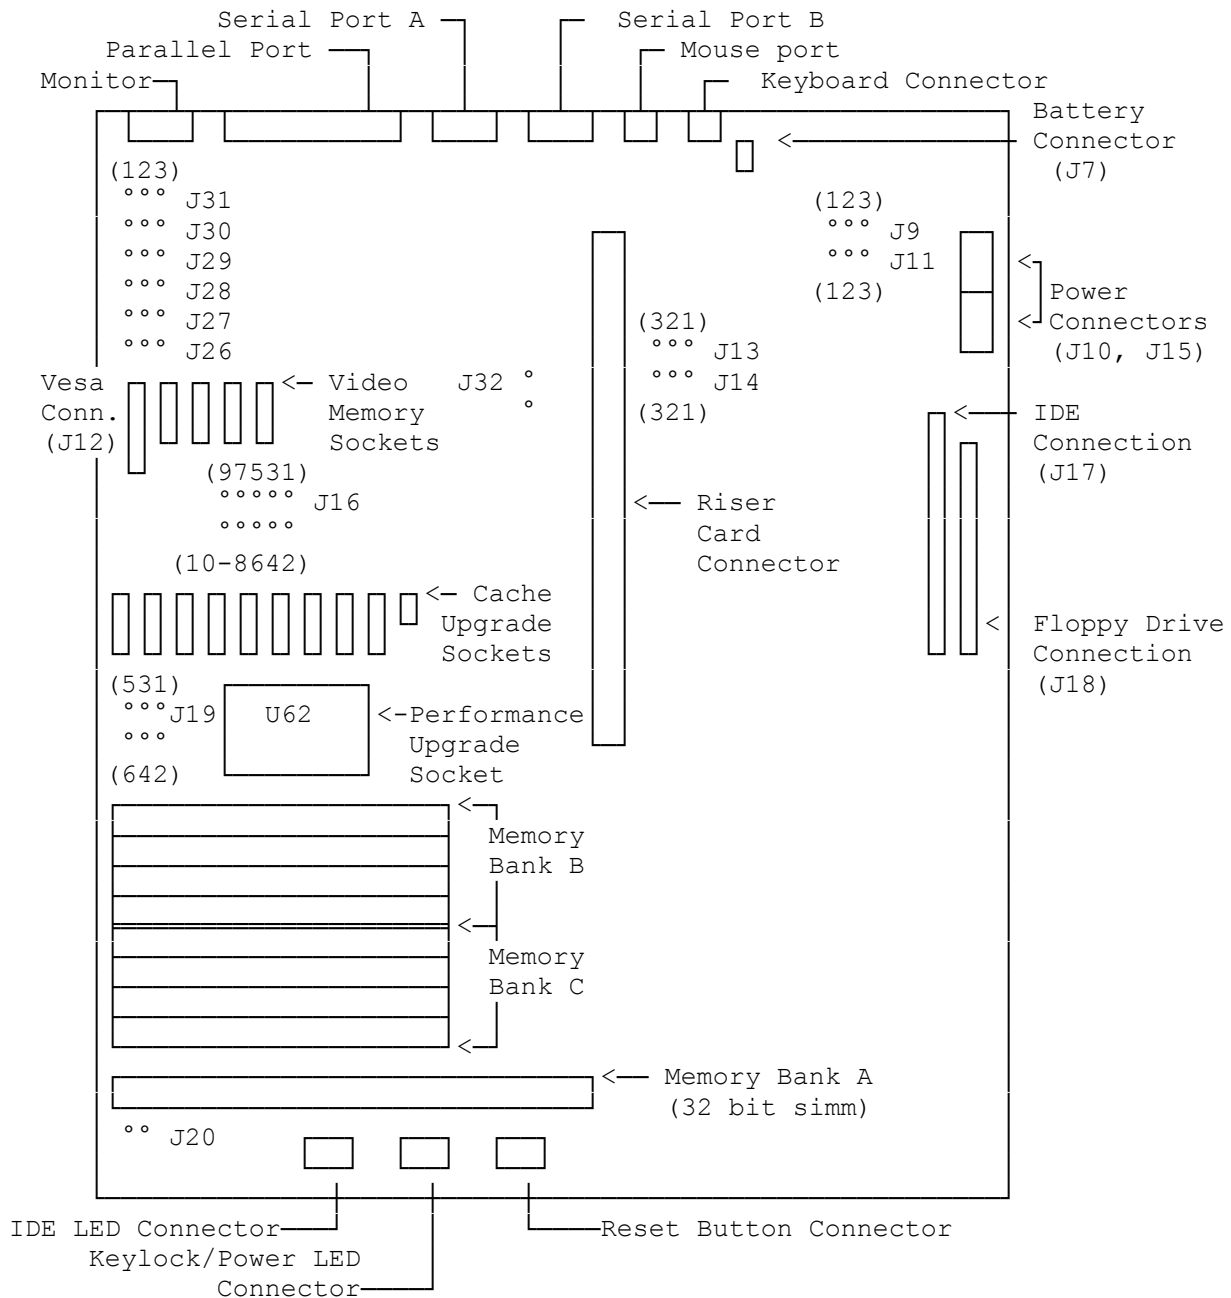 Serial Port A
Serial Port B
Parallel Port
Mouse port
Monitor
Keyboard Connector
Battery
Connector
(J7)
(123)
J31
J30
J29
J28
J27
J26
(123)
J9
J11
(123)
Power
Connectors
(J10, J15)
(321)
J13
J14
(321)
Vesa
Conn.
(J12)
Video
Memory
Sockets
J32
IDE
Connection
(J17)
(97531)
J16
(10-8642)
Riser
Card
Connector
Cache
Upgrade
Sockets
Floppy Drive
Connection
(J18)
(531)
J19
(642)
U62
Performance
Upgrade
Socket
Memory
Bank B
Memory
Bank C
Memory Bank A
(32 bit simm)
J20
IDE LED Connector
Reset Button Connector
Keylock/Power LED
Connector